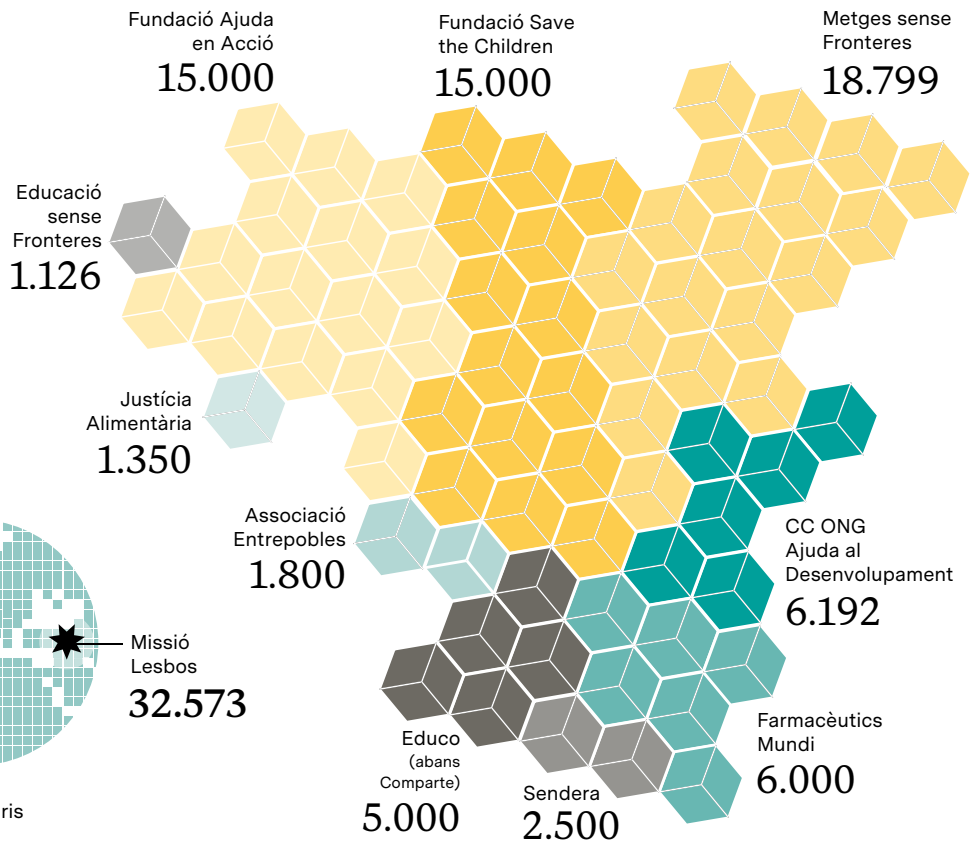 Fundació Ajuda
en Acció
15.000
Fundació Save
the Children
15.000
Metges sense
Fronteres
18.799
Educació
sense
Fronteres
1.126
Justícia
Alimentària
1.350
Associació
Entrepobles
1.800
CC ONG
Ajuda al
Desenvolupament
6.192
Missió
Lesbos
32.573
Farmacèutics
Mundi
6.000
Educo
(abans
Comparte)
5.000
Sendera
2.500
ris